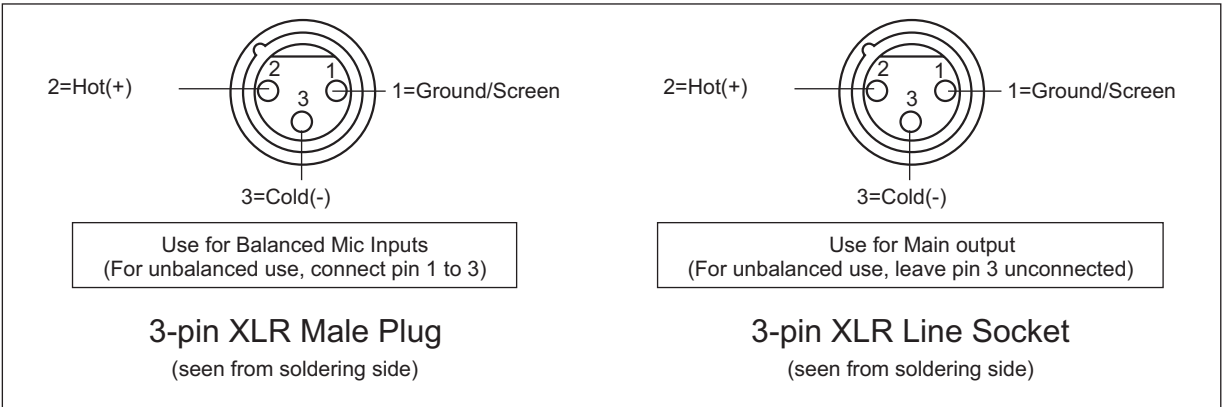 2=Hot(+)
2
1
3
1=Ground/Screen
3=Cold(-)
Use for Balanced Mic Inputs
(For unbalanced use, connect pin 1 to 3)
3-pin XLR Male Plug
(seen from soldering side)
2=Hot(+)
2
1
3
1=Ground/Screen
3=Cold(-)
Use for Main output
(For unbalanced use, leave pin 3 unconnected)
3-pin XLR Line Socket
(seen from soldering side)